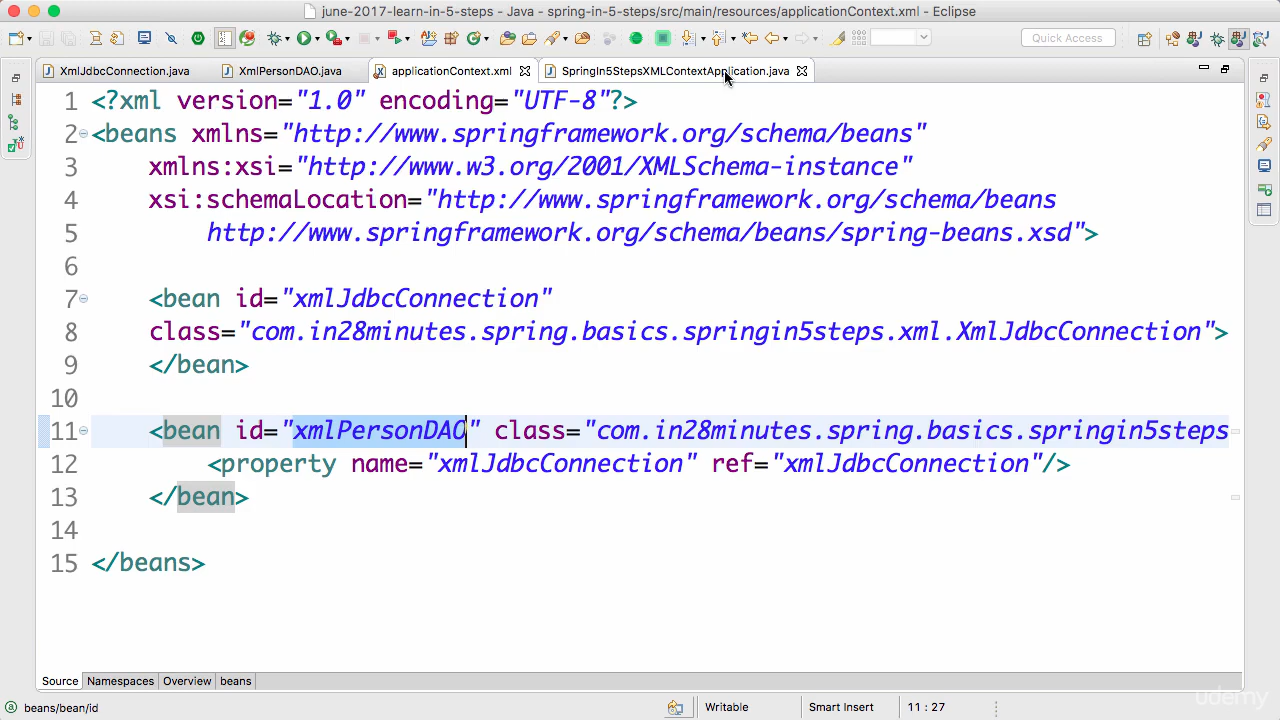 june-2017-learn-in-5-steps - Java - spring-in-5-steps/src/main/resources/applicationContext.xml - Eclipse
Quick Access
XmlJdbcConnection.java XmlPersonDAO.java applicationContext.xml SpringIn5StepsXMLContextApplication.java
1 <?xml version="1.0" encoding="UTF-8"?>
2 <beans xmlns="http://www.springframework.org/schema/beans"
3 xmlns:xsi="http://www.w3.org/2001/XMLSchema-instance"
4 xsi:schemaLocation="http://www.springframework.org/schema/beans
5 http://www.springframework.org/schema/beans/spring-beans.xsd">
6
7 <bean id="xmlJdbcConnection"
8 class="com.in28minutes.spring.basics.springin5steps.xml.XmlJdbcConnection">
9 </bean>
10
11 <bean id="xmlPersonDAO" class="com.in28minutes.spring.basics.springin5steps
12 <property name="xmlJdbcConnection" ref="xmlJdbcConnection"/>
13 </bean>
14
15 </beans>
Source Namespaces Overview beans
beans/bean/id Writable Smart Insert 11 : 27
udemy